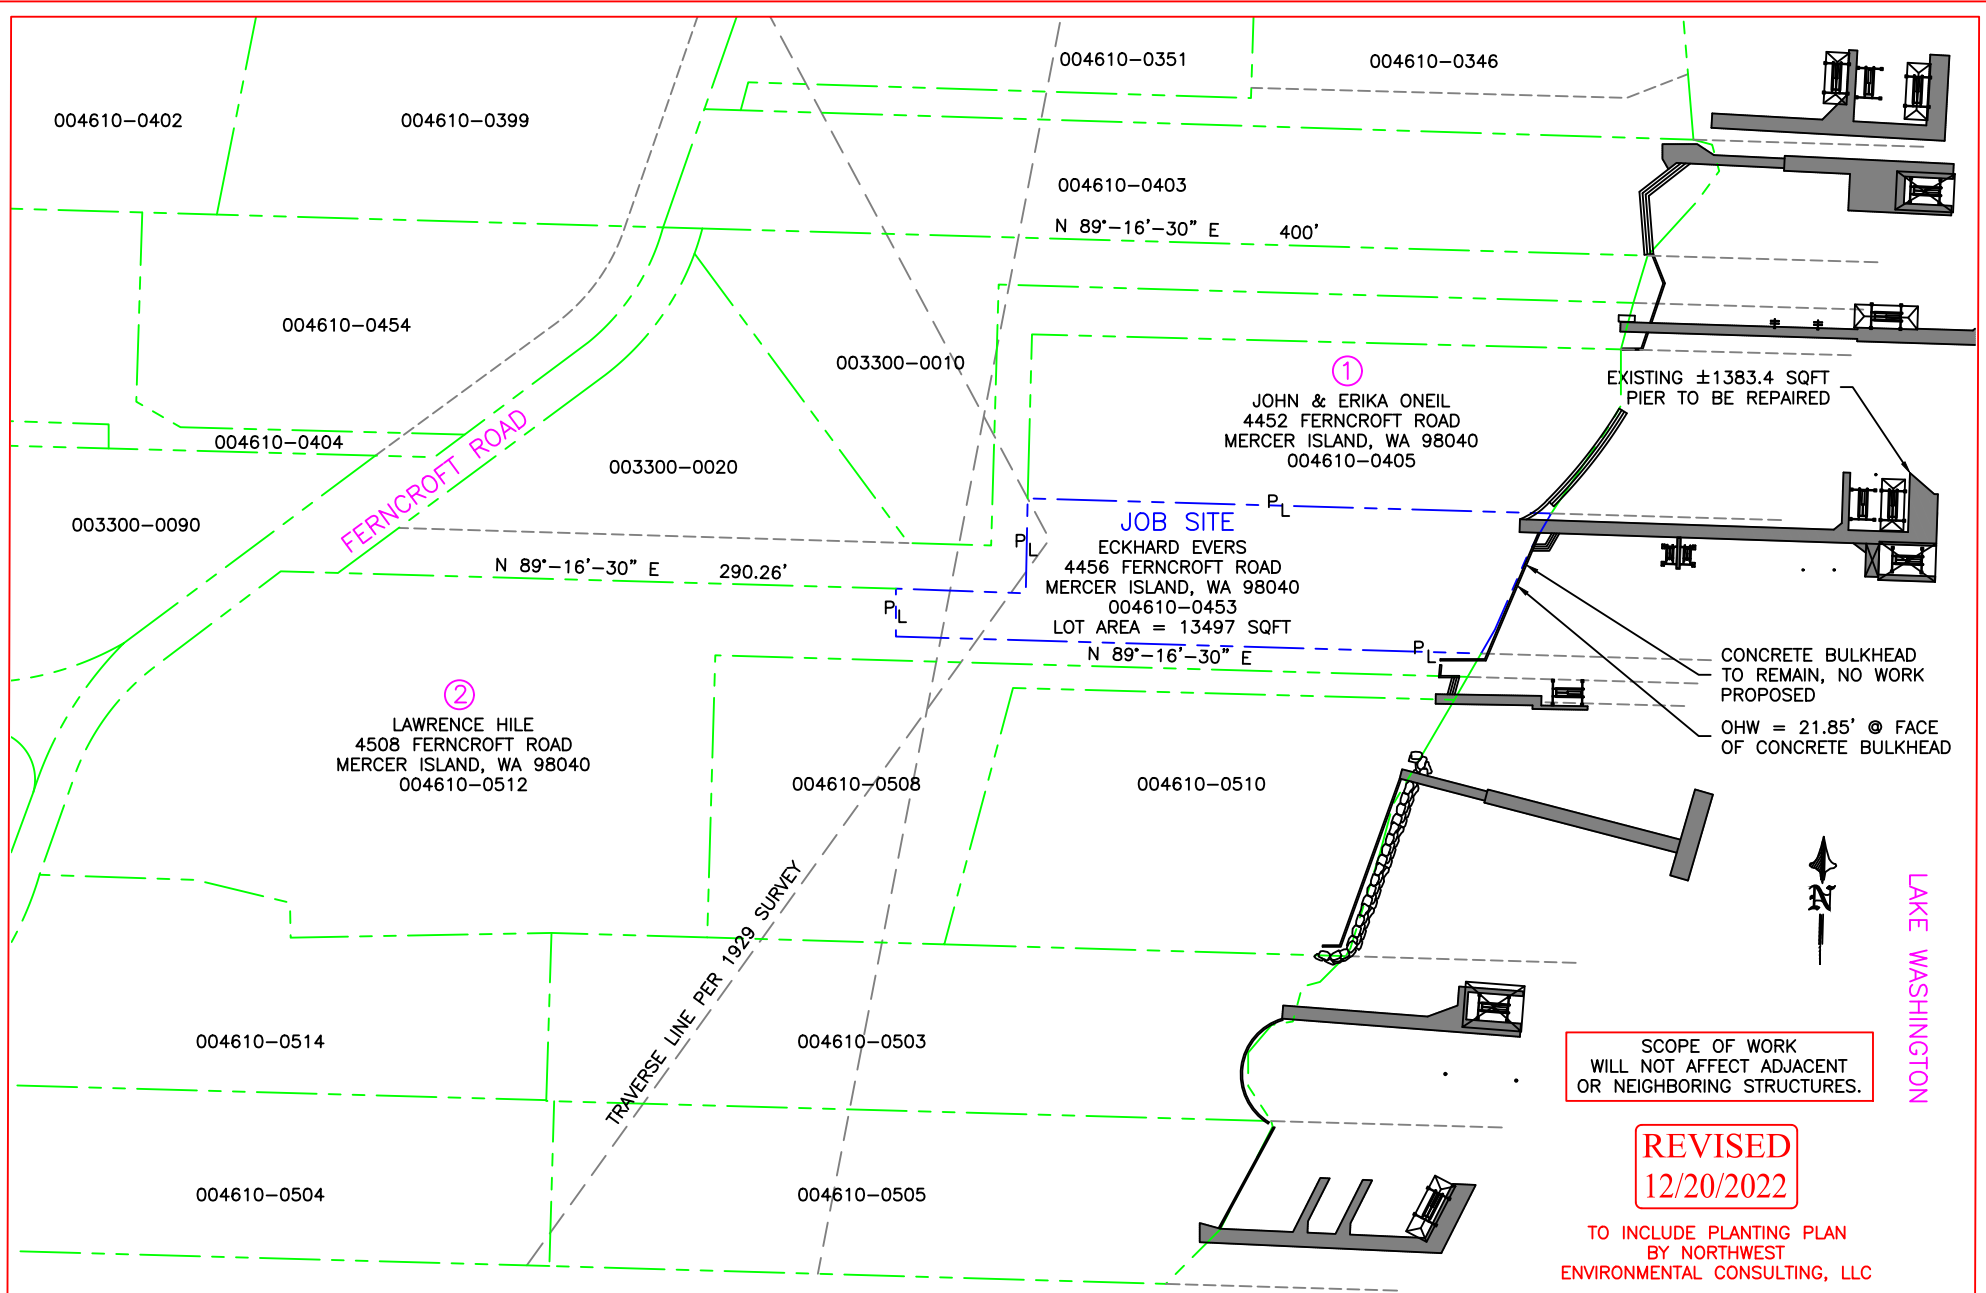 004610-0351
004610-0346
004610-0402
004610-0399
004610-0403
N 89°-16'-30" E 400'
004610-0454
003300-0010
1
JOHN & ERIKA ONEIL
4452 FERNCROFT ROAD
MERCER ISLAND, WA 98040
004610-0405
EXISTING ±1383.4 SQFT
PIER TO BE REPAIRED
004610-0404
FERNCROFT ROAD
003300-0020
003300-0090
PL
JOB SITE
ECKHARD EVERS
4456 FERNCROFT ROAD
MERCER ISLAND, WA 98040
004610-0453
LOT AREA = 13497 SQFT
PL
N 89°-16'-30" E 290.26'
PL
N 89°-16'-30" E
PL
CONCRETE BULKHEAD
TO REMAIN, NO WORK
PROPOSED
OHW = 21.85' @ FACE
OF CONCRETE BULKHEAD
2
LAWRENCE HILE
4508 FERNCROFT ROAD
MERCER ISLAND, WA 98040
004610-0512
004610-0508
004610-0510
TRAVERSE LINE PER 1929 SURVEY
N
LAKE WASHINGTON
004610-0514
004610-0503
SCOPE OF WORK
WILL NOT AFFECT ADJACENT
OR NEIGHBORING STRUCTURES.
004610-0504
004610-0505
REVISED
12/20/2022
TO INCLUDE PLANTING PLAN
BY NORTHWEST
ENVIRONMENTAL CONSULTING, LLC